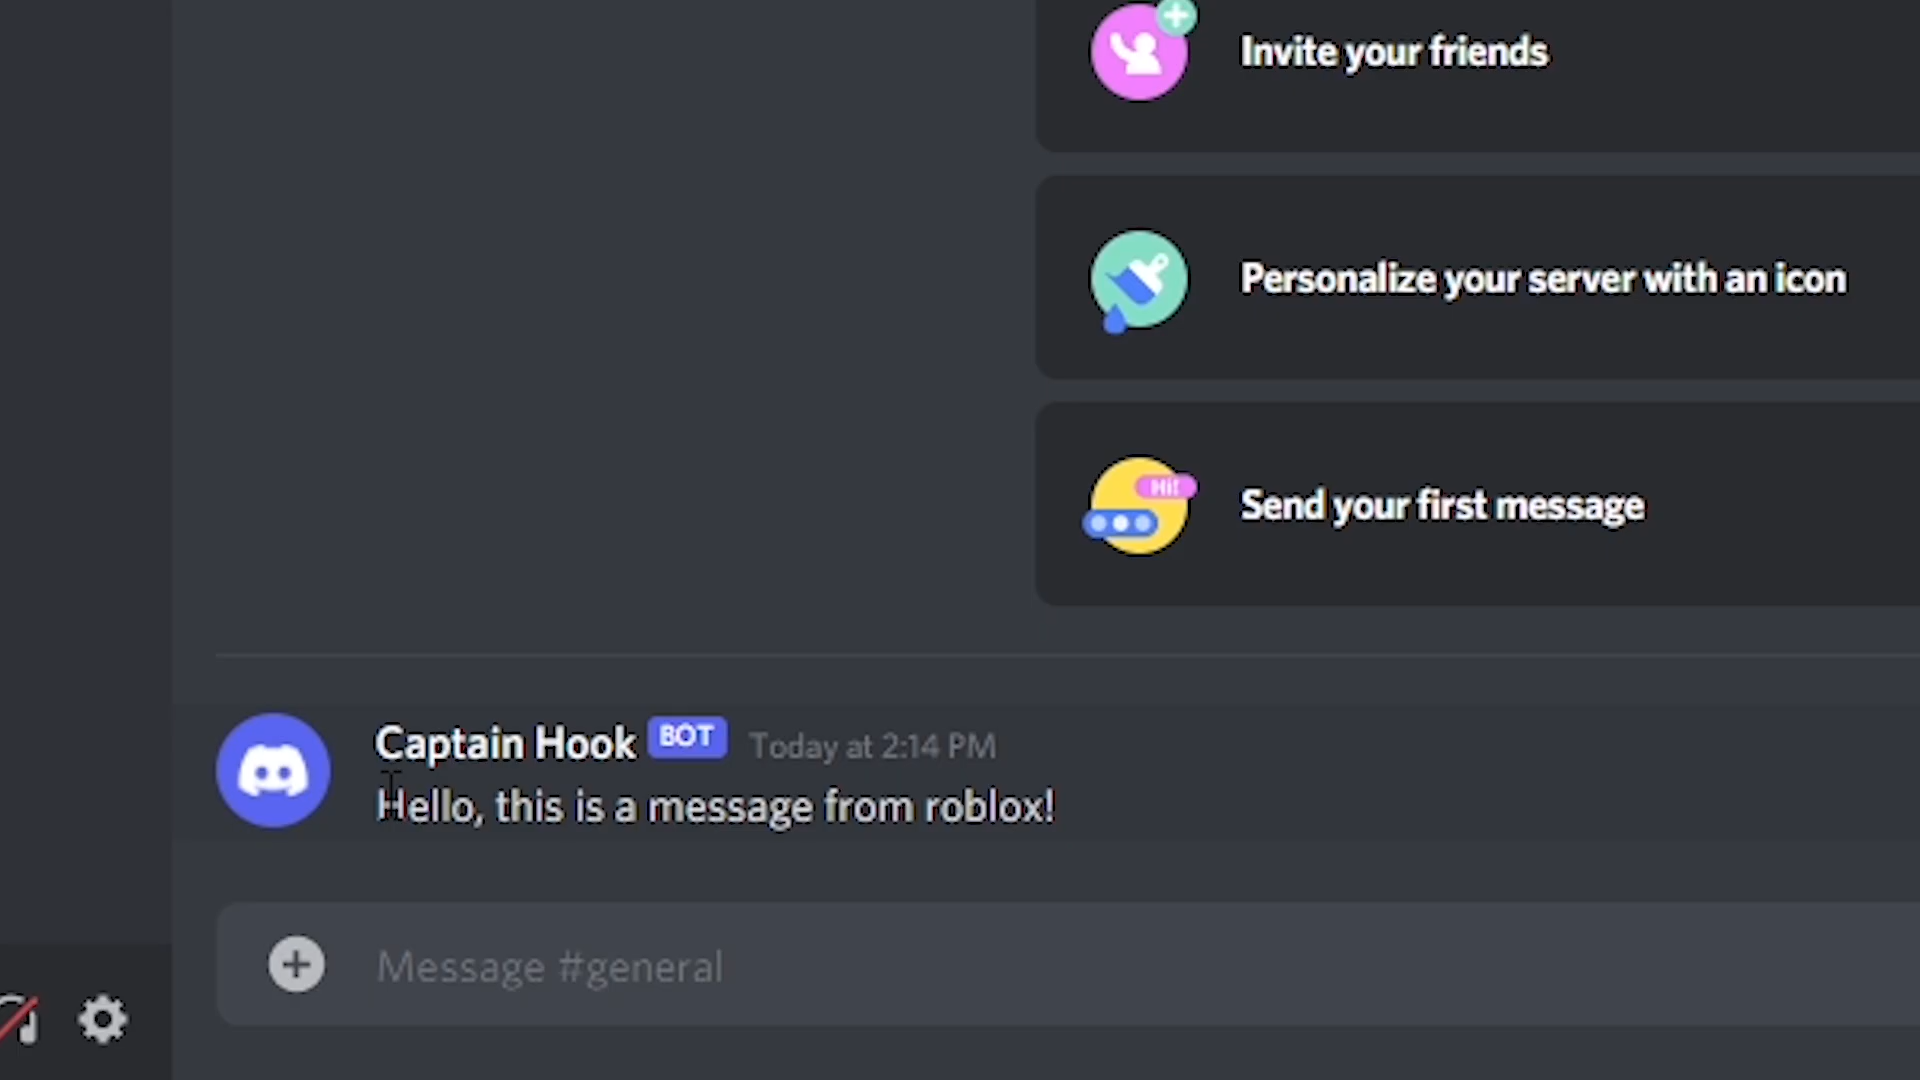 Invite your friends
Personalize your server with an icon
Hi!
Send your first message
Captain Hook BOT Today at 2:14 PM
Hello, this is a message from roblox!
Message #general